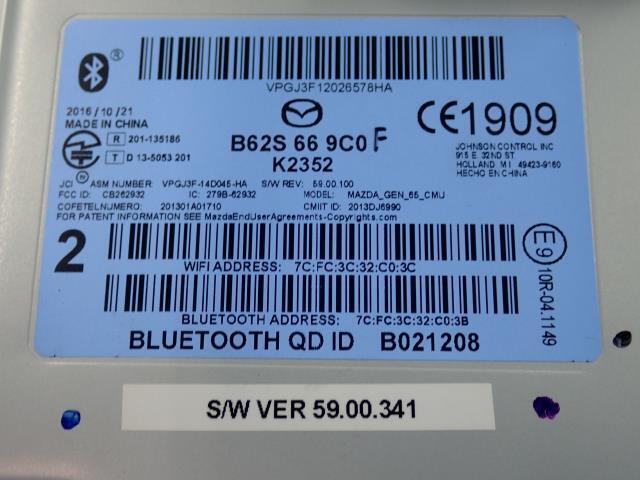 ®
VPGJ3F12026578HA
2016 / 10 / 21
MADE IN CHINA
R 201-135186
T D 13-5053 201
B62S 66 9C0 F
K2352
CE1909
JOHNSON CONTROL INC
915 E. 32ND ST.
HOLLAND. M I 49423-9160
HECHO EN CHINA
JCI ASM NUMBER: VPGJ3F-14D045-HA S/W REV: 59.00.100
FCC ID: CB262932 IC: 279B-62932 MODEL: MAZDA_GEN_65_CMU
COFETELNUMERO: 201301A01710 CMIIT ID: 2013DJ6990
FOR PATENT INFORMATION SEE MazdaEndUserAgreements-Copyrights.com
2
WIFI ADDRESS: 7C:FC:3C:32:C0:3C
BLUETOOTH ADDRESS: 7C:FC:3C:32:C0:3B
BLUETOOTH QD ID B021208
E9 10R-04.1149
S/W VER 59.00.341